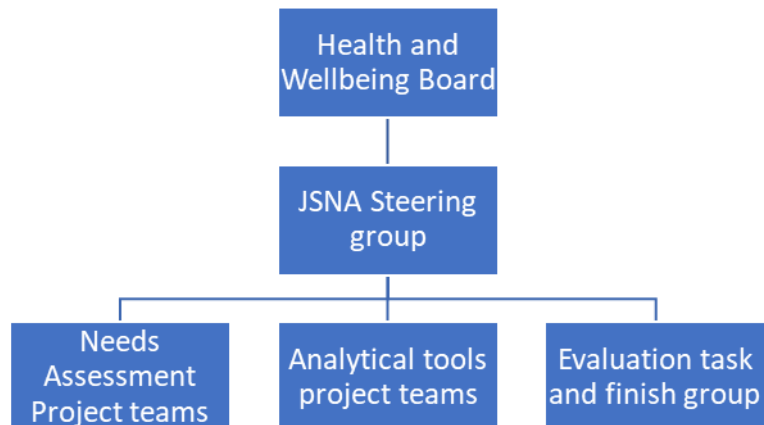 Health and
Wellbeing Board
JSNA Steering
group
Needs
Assessment
Project teams
Analytical tools
project teams
Evaluation task
and finish group